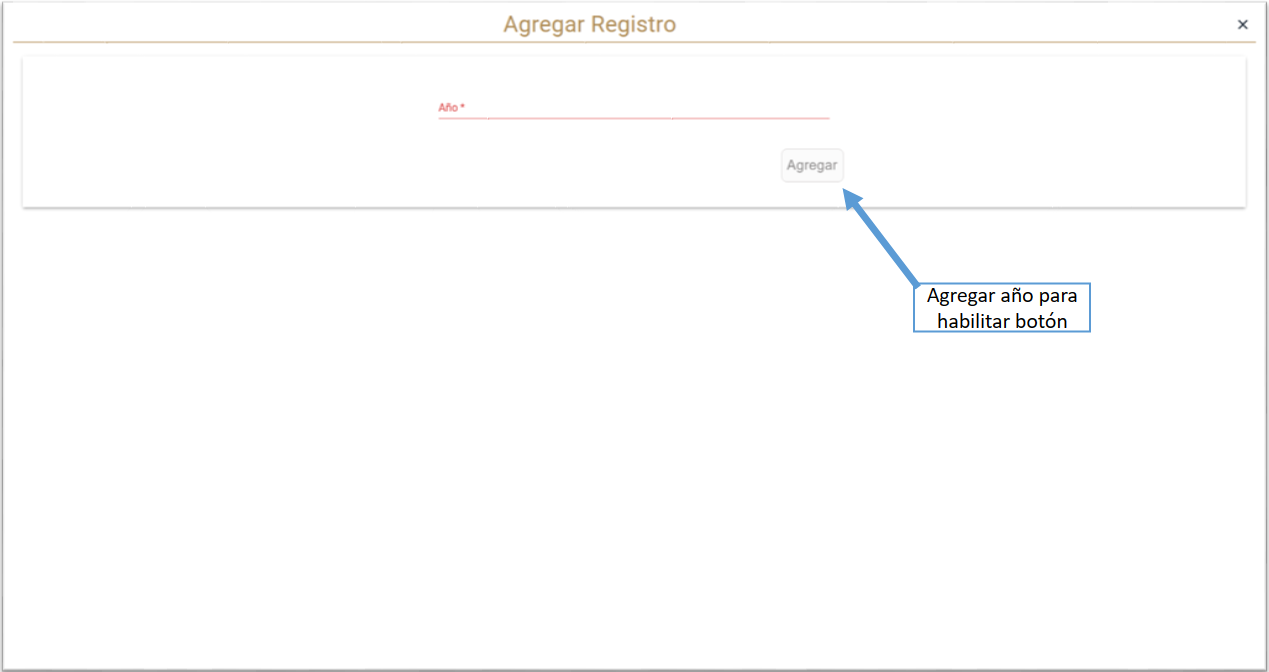 Agregar Registro
×
Año *
Agregar
Agregar año para
habilitar botón